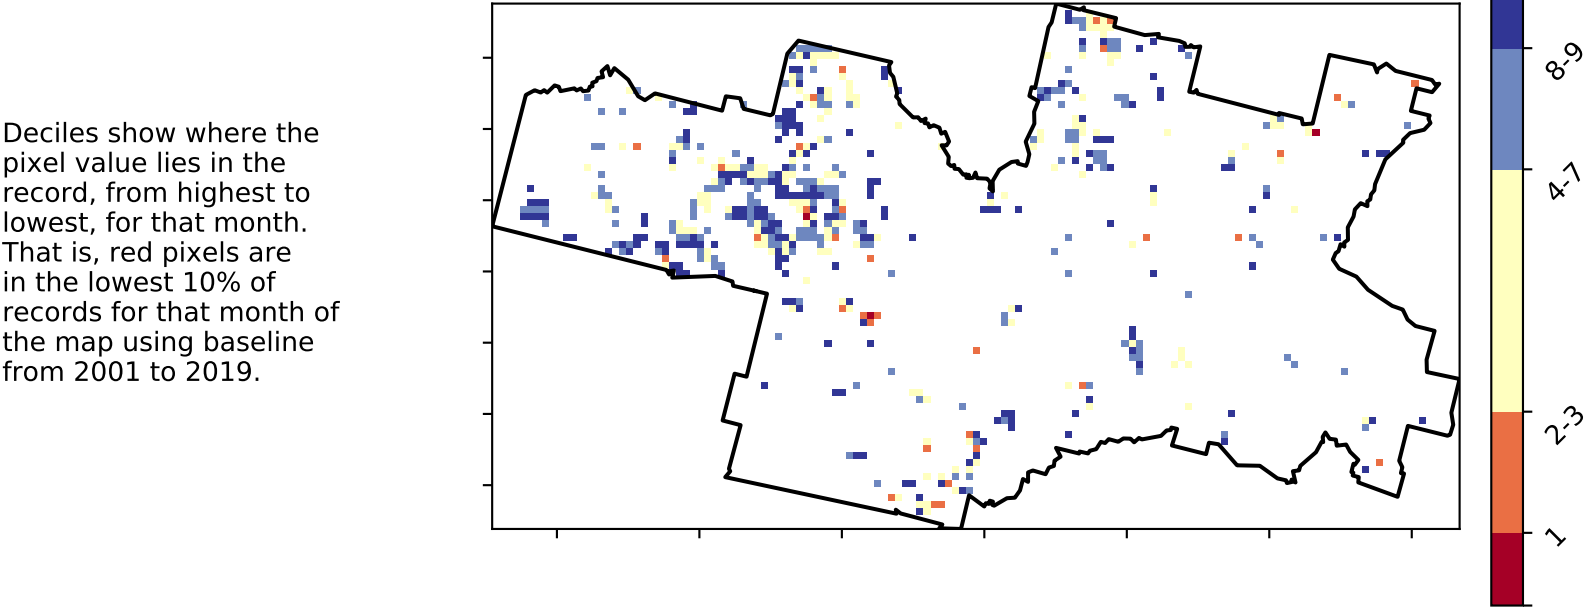 Deciles show where the
pixel value lies in the
record, from highest to
lowest, for that month.
That is, red pixels are
in the lowest 10% of
records for that month of
the map using baseline
from 2001 to 2019.
8-9
4-7
2-3
1